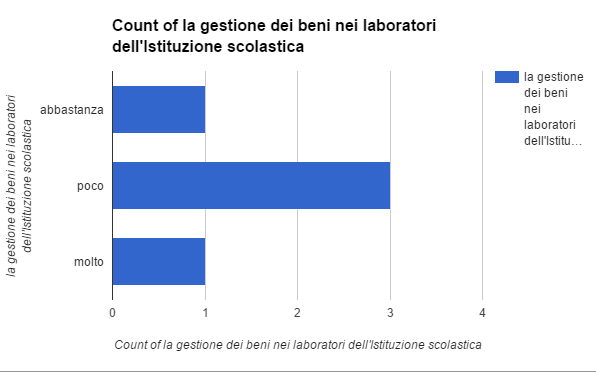 Count of la gestione dei beni nei laboratori
dell'Istituzione scolastica
la gestione dei beni nei laboratori
dell'Istituzione scolastica
abbastanza
poco
molto
0
1
2
3
4
Count of la gestione dei beni nei laboratori dell'Istituzione scolastica
la gestione
dei beni
nei
laboratori
dell'Istitu...